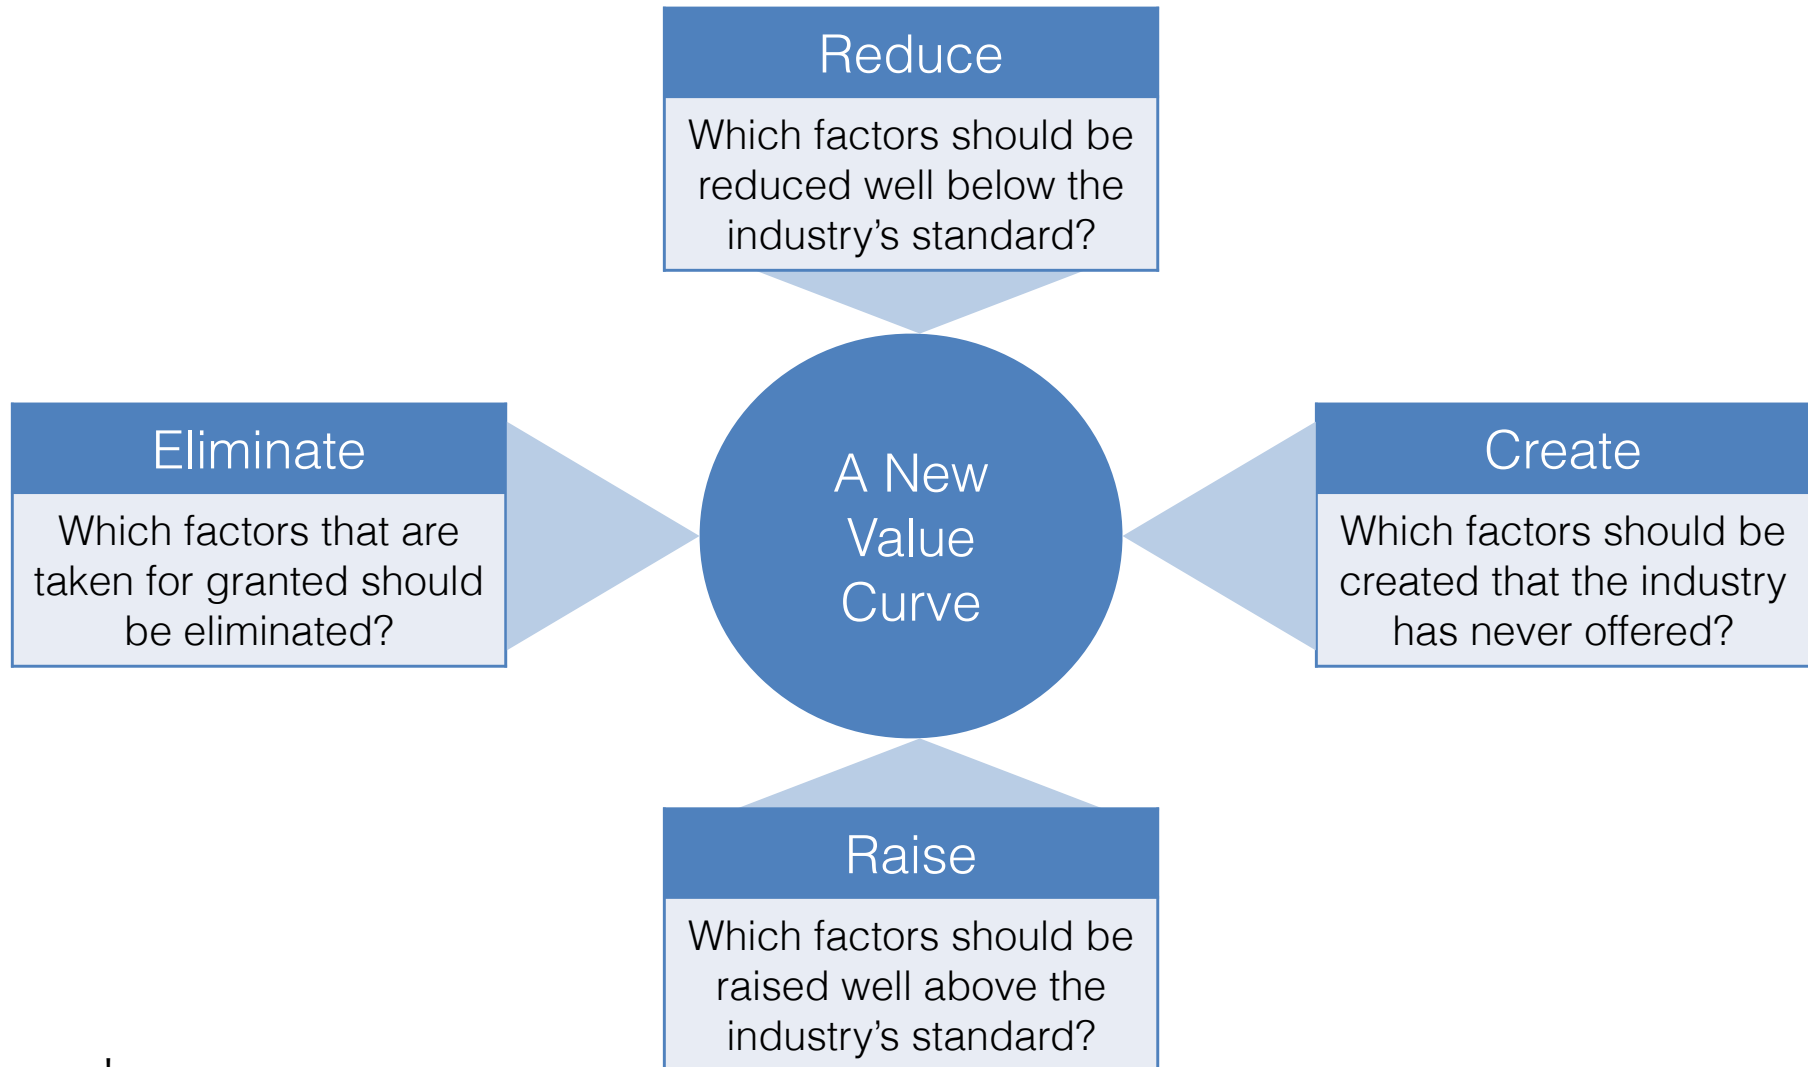 Reduce
Which factors should be
reduced well below the
industry’s standard?
Eliminate
Which factors that are
taken for granted should
be eliminated?
A New
Value
Curve
Create
Which factors should be
created that the industry
has never offered?
Raise
Which factors should be
raised well above the
industry’s standard?